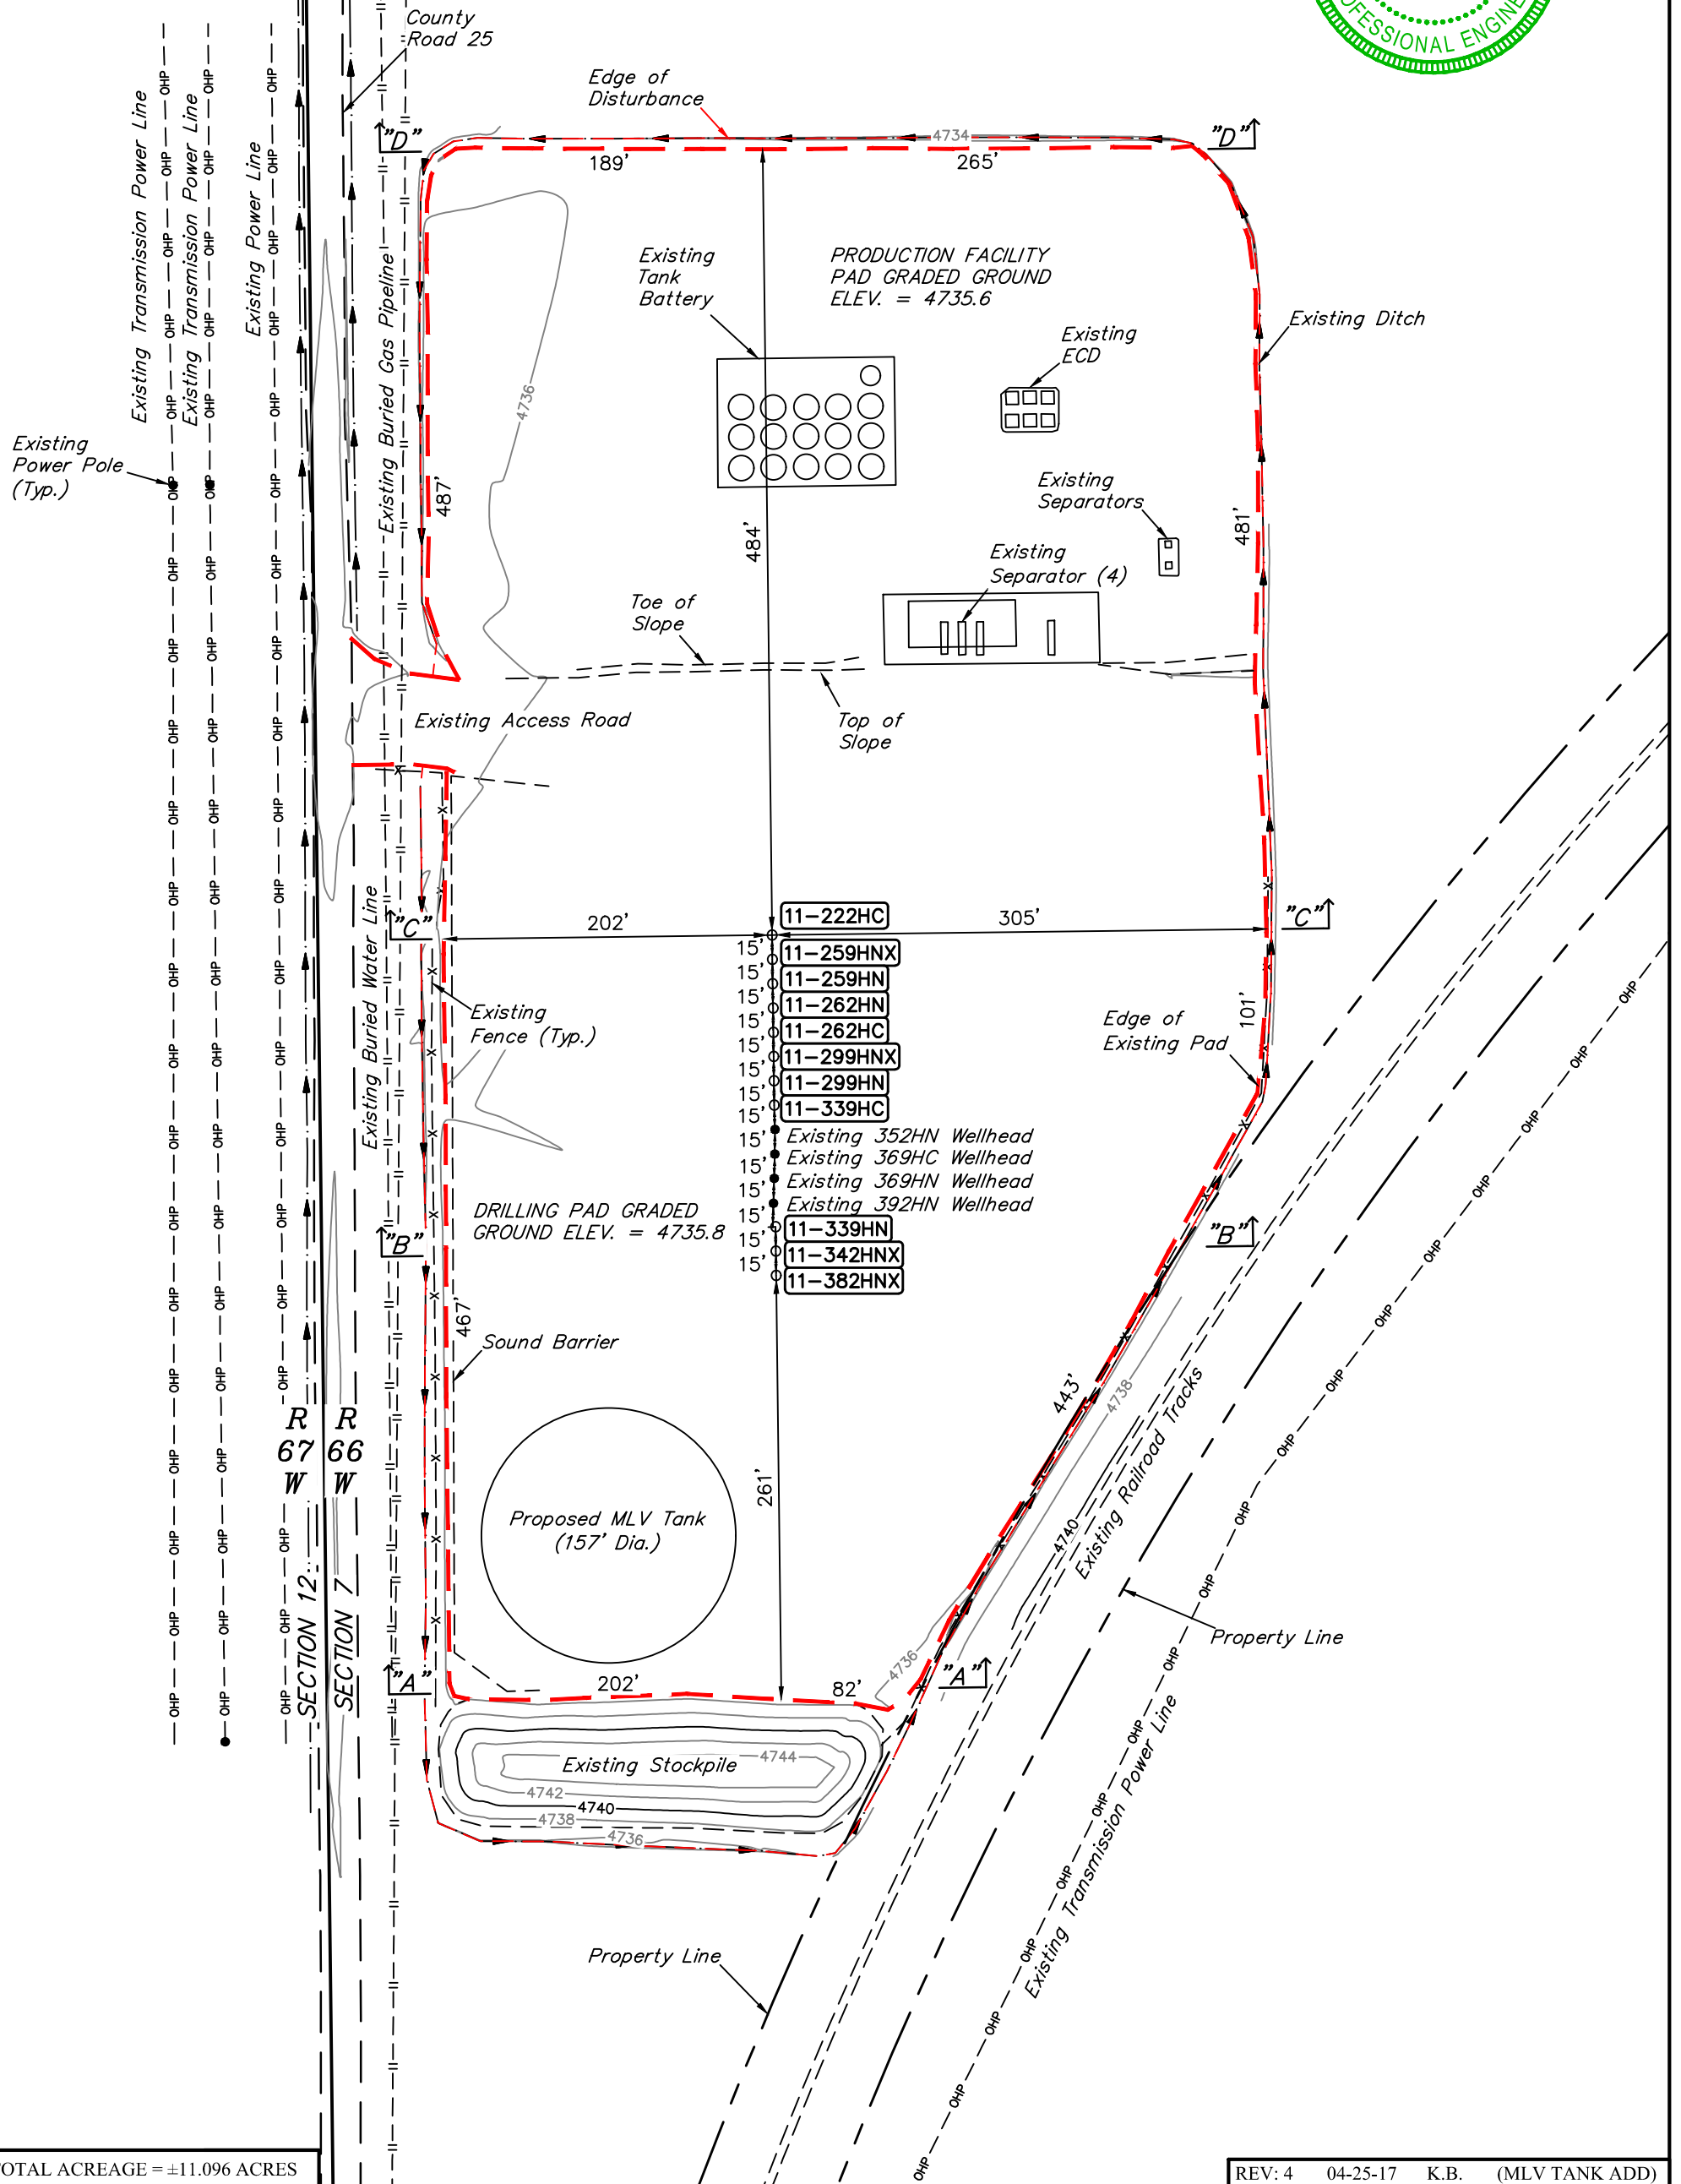 County
Road 25
OFESSIONAL ENGINE
Edge of
Disturbance
"D"
"D"
4734
189'
265'
Existing Transmission Power Line
Existing Transmission Power Line
Existing Power Line
Existing Buried Gas Pipeline
OHP
OHP
OHP
Existing
Tank
Battery
PRODUCTION FACILITY
PAD GRADED GROUND
ELEV. = 4735.6
Existing Ditch
Existing
ECD
4736
Existing
Power Pole
(Typ.)
487'
484'
481'
Existing
Separators
Existing
Separator (4)
Toe of
Slope
Existing Access Road
Top of
Slope
"C"
202'
11-222HC
305'
"C"
15'
11-259HNX
15'
11-259HN
15'
11-262HN
15'
11-262HC
15'
11-299HNX
15'
11-299HN
15'
11-339HC
15'
Existing 352HN Wellhead
15'
Existing 369HC Wellhead
15'
Existing 369HN Wellhead
15'
Existing 392HN Wellhead
15'
11-339HN
15'
11-342HNX
15'
11-382HNX
Existing Buried Water Line
Existing
Fence (Typ.)
Edge of
Existing Pad
101'
DRILLING PAD GRADED
GROUND ELEV. = 4735.8
"B"
"B"
467'
Sound Barrier
443'
4738
R R
67 66
W W
261'
Proposed MLV Tank
(157' Dia.)
4740
Existing Railroad Tracks
SECTION 12
SECTION 7
Property Line
"A"
202'
82'
4736
"A"
Existing Stockpile
4744
4742
4740
4738
4736
Existing Transmission Power Line
OHP
Property Line
OTAL ACREAGE = ±11.096 ACRES
REV: 4 04-25-17 K.B. (MLV TANK ADD)